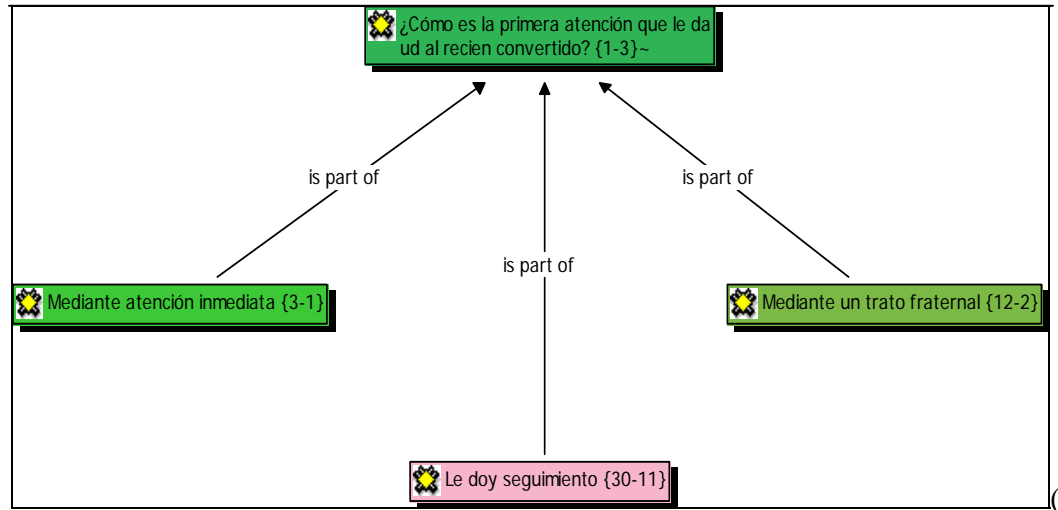 ¿Cómo es la primera atención que le da
ud al recien convertido? {1-3}~
is part of
is part of
is part of
Mediante atención inmediata {3-1}
Mediante un trato fraternal {12-2}
Le doy seguimiento {30-11}
(